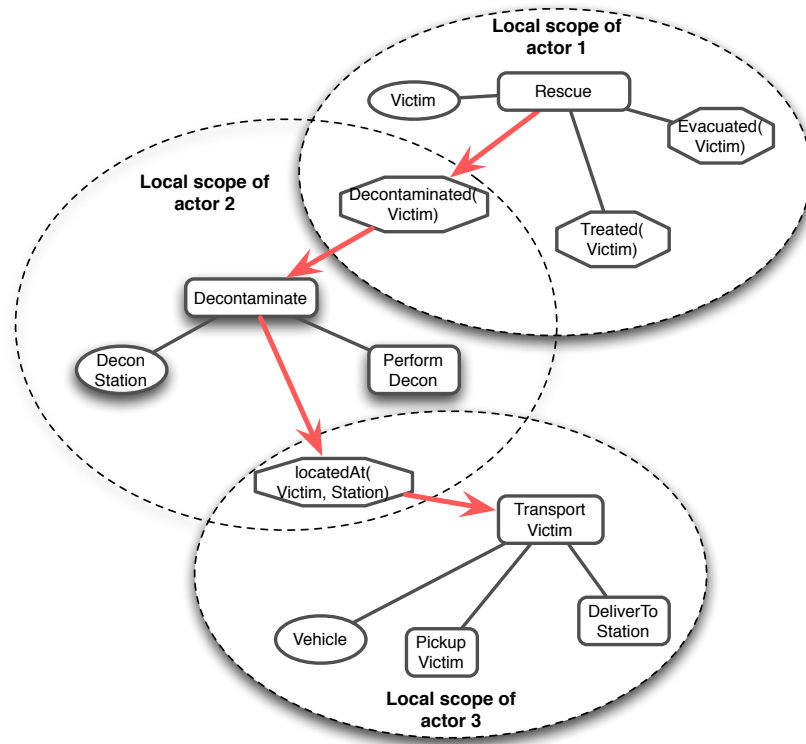 Local scope of
actor 1
Rescue
Victim
Evacuated(
Victim)
Decontaminated(
Victim)
Treated(
Victim)
Local scope of
actor 2
Decontaminate
Decon
Station
Perform
Decon
locatedAt(
Victim, Station)
Transport
Victim
Vehicle
Pickup
Victim
DeliverTo
Station
Local scope of
actor 3